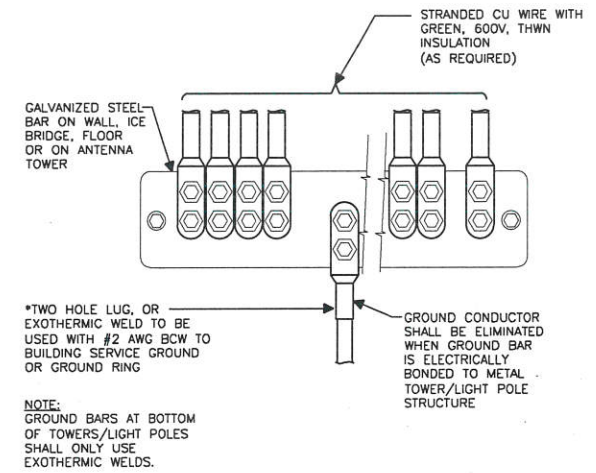 STRANDED CU WIRE WITH
GREEN, 600V, THWN
INSULATION
(AS REQUIRED)
GALVANIZED STEEL
BAR ON WALL, ICE
BRIDGE, FLOOR
OR ON ANTENNA
TOWER
*TWO HOLE LUG, OR
EXOTHERMIC WELD TO BE
USED WITH #2 AWG BCW TO
BUILDING SERVICE GROUND
OR GROUND RING
GROUND CONDUCTOR
SHALL BE ELIMINATED
WHEN GROUND BAR
IS ELECTRICALLY
BONDED TO METAL
TOWER/LIGHT POLE
STRUCTURE
NOTE:
GROUND BARS AT BOTTOM
OF TOWERS/LIGHT POLES
SHALL ONLY USE
EXOTHERMIC WELDS.